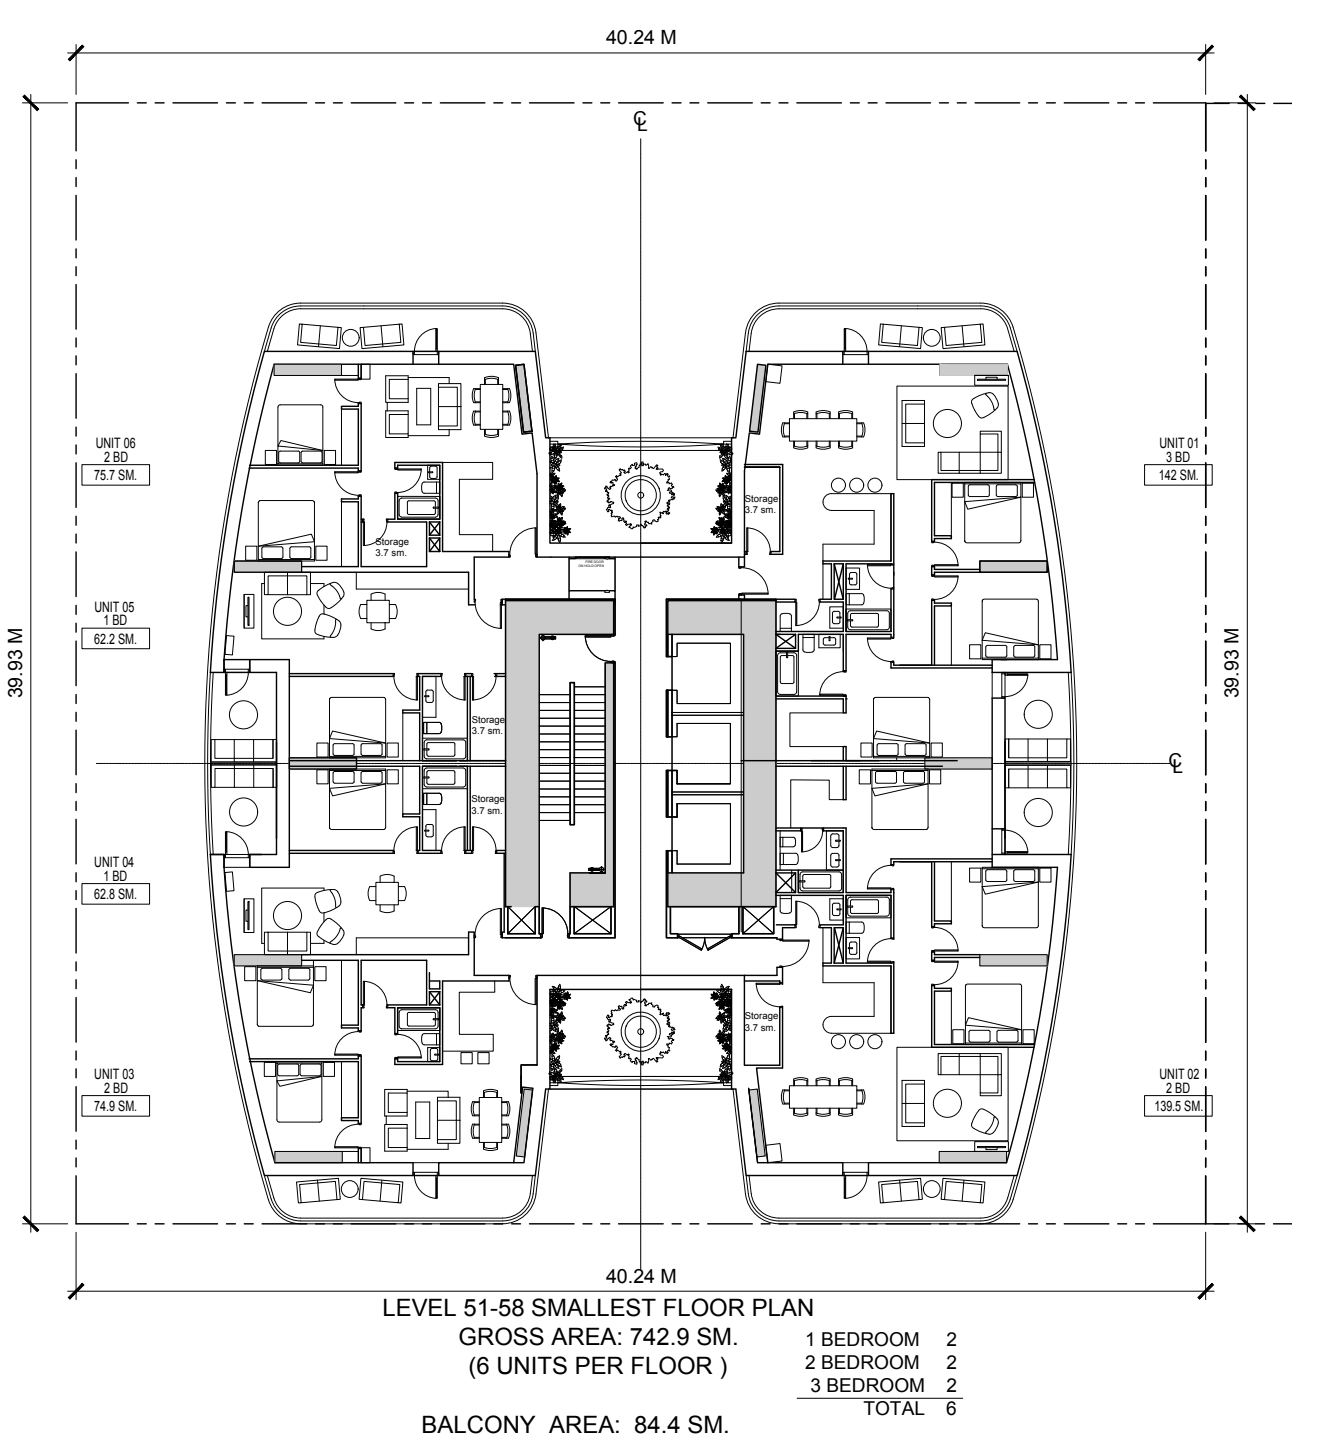 40.24 M
℄
UNIT 06
2 BD
75.7 SM.
UNIT 01
3 BD
142 SM.
Storage
3.7 sm.
Storage
3.7 sm.
FIRE DOOR
ON HOLD OPEN
UNIT 05
1 BD
62.2 SM.
39.93 M
39.93 M
Storage
3.7 sm.
℄
Storage
3.7 sm.
UNIT 04
1 BD
62.8 SM.
Storage
3.7 sm.
UNIT 03
2 BD
74.9 SM.
UNIT 02
2 BD
139.5 SM.
40.24 M
LEVEL 51-58 SMALLEST FLOOR PLAN
GROSS AREA: 742.9 SM.
(6 UNITS PER FLOOR )
1 BEDROOM 2
2 BEDROOM 2
3 BEDROOM 2
TOTAL 6
BALCONY AREA: 84.4 SM.